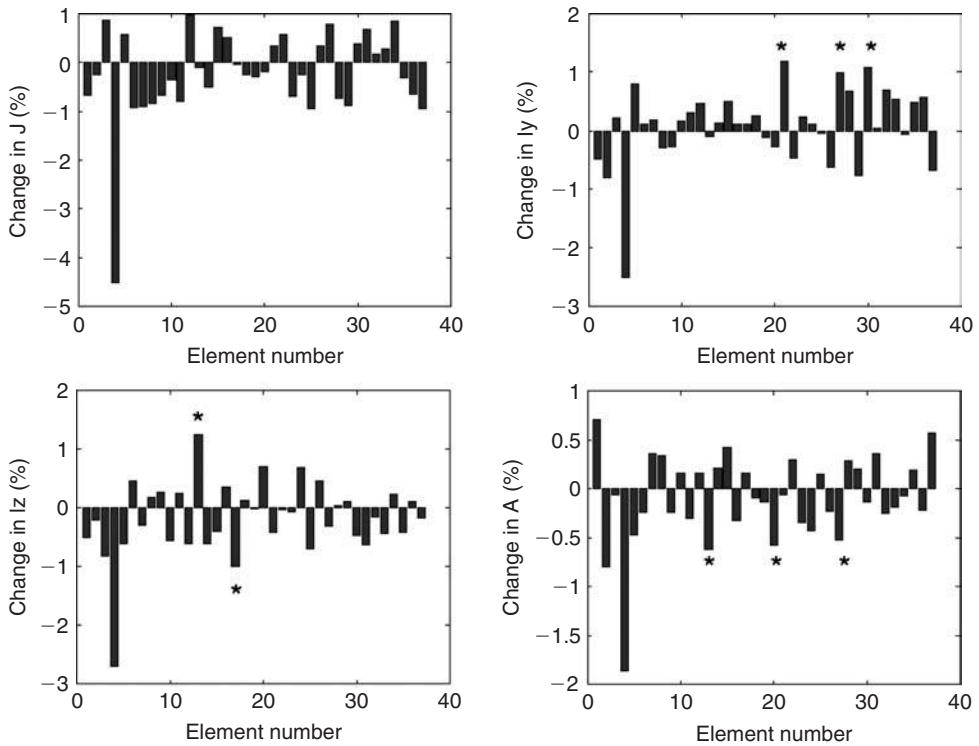 Change in J (%)
1
0
−1
−2
−3
−4
−5
0 10 20 30 40
Element number
Change in Iy (%)
2
1
0
−1
−2
−3
* * *
0 10 20 30 40
Element number
Change in Iz (%)
2
1
0
−1
−2
−3
*
*
0 10 20 30 40
Element number
Change in A (%)
1
0.5
0
−0.5
−1
−1.5
−2
* * *
0 10 20 30 40
Element number